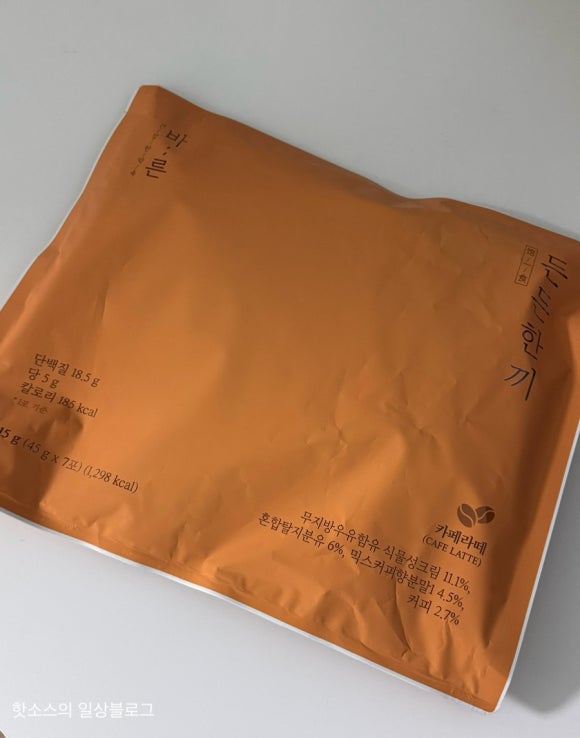 바른
든든한끼
단백질 18.5 g
당 5 g
칼로리 185 kcal
*1포 기준
15 g (45 g x 7포) (1,298 kcal)
카페라떼
(CAFE LATTE)
무지방우유함유 식물성크림 11.1%,
혼합탈지분유 6%, 믹스커피향분말1 4.5%,
커피 2.7%
핫소스의 일상블로그